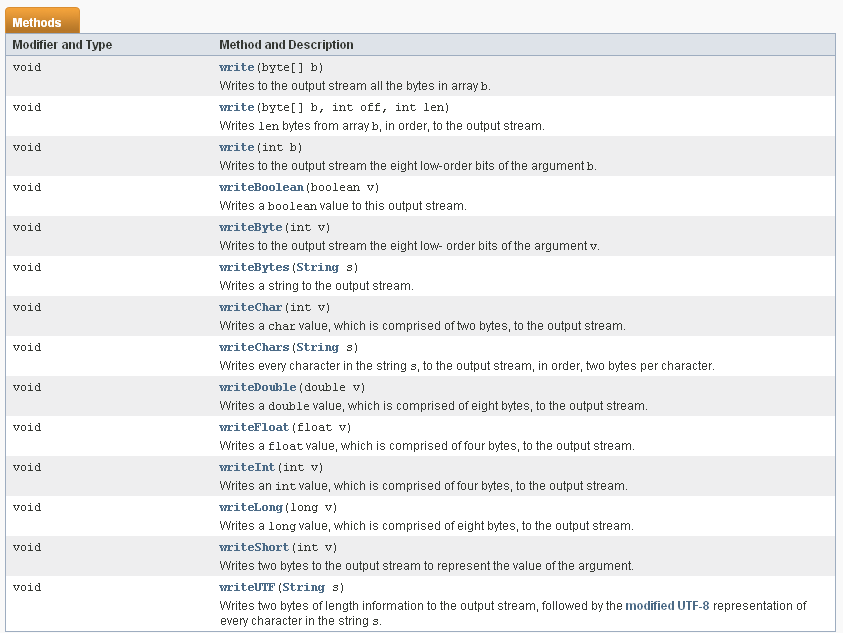 Methods
Modifier and Type Method and Description
void write(byte[] b)
Writes to the output stream all the bytes in array b.
void write(byte[] b, int off, int len)
Writes len bytes from array b, in order, to the output stream.
void write(int b)
Writes to the output stream the eight low-order bits of the argument b.
void writeBoolean(boolean v)
Writes a boolean value to this output stream.
void writeByte(int v)
Writes to the output stream the eight low- order bits of the argument v.
void writeBytes(String s)
Writes a string to the output stream.
void writeChar(int v)
Writes a char value, which is comprised of two bytes, to the output stream.
void writeChars(String s)
Writes every character in the string s, to the output stream, in order, two bytes per character.
void writeDouble(double v)
Writes a double value, which is comprised of eight bytes, to the output stream.
void writeFloat(float v)
Writes a float value, which is comprised of four bytes, to the output stream.
void writeInt(int v)
Writes an int value, which is comprised of four bytes, to the output stream.
void writeLong(long v)
Writes a long value, which is comprised of eight bytes, to the output stream.
void writeShort(int v)
Writes two bytes to the output stream to represent the value of the argument.
void writeUTF(String s)
Writes two bytes of length information to the output stream, followed by the modified UTF-8 representation of
every character in the string s.